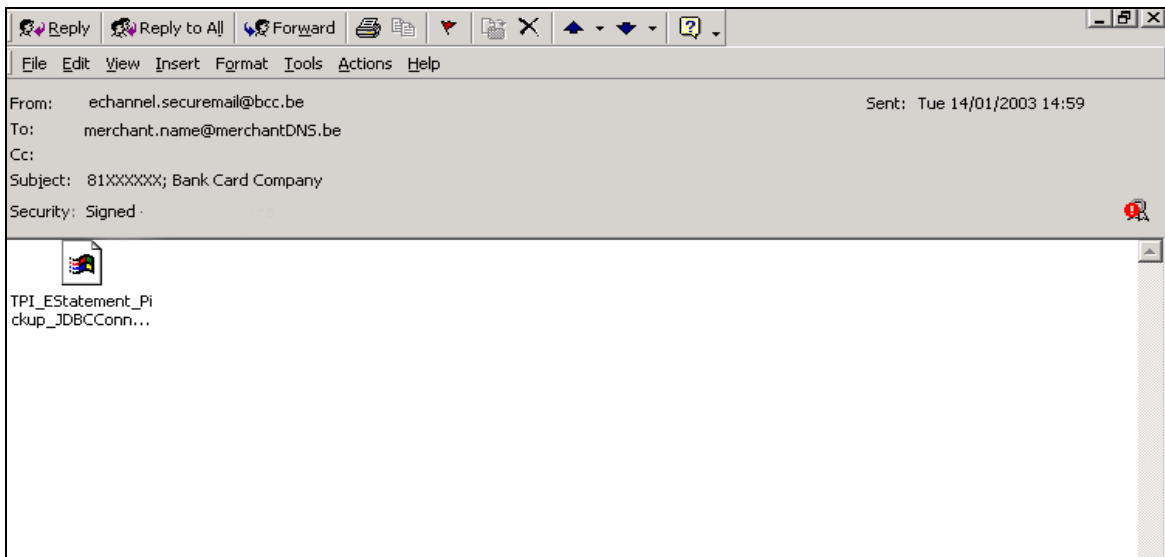 Reply Reply to All Forward
File Edit View Insert Format Tools Actions Help
From: echannel.securemail@bcc.be Sent: Tue 14/01/2003 14:59
To: merchant.name@merchantDNS.be
Cc:
Subject: 81XXXXXX; Bank Card Company
Security: Signed
TPI_EStatement_Pi
ckup_JDBCConn...